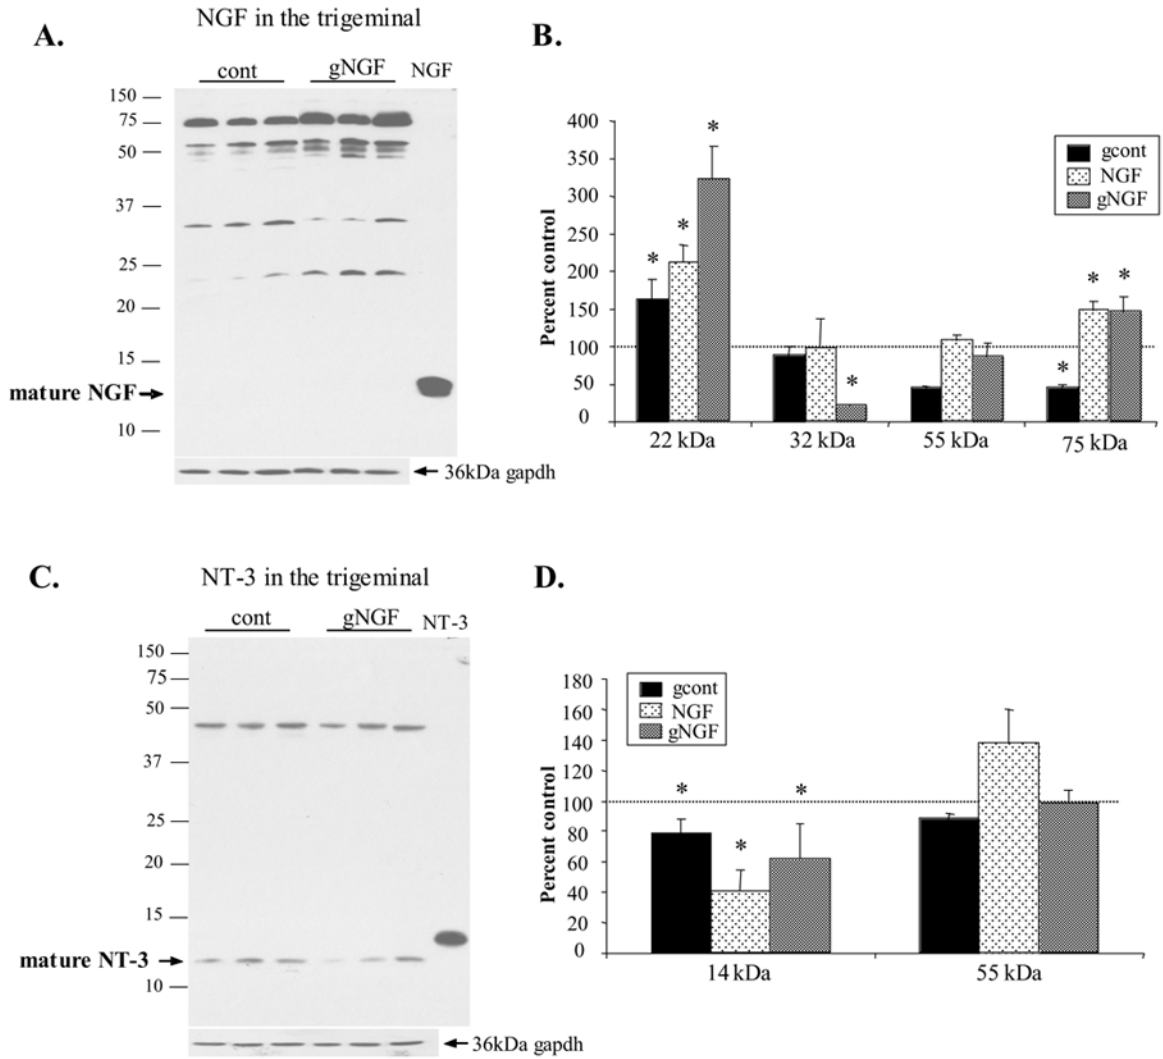 A.
NGF in the trigeminal
cont gNGF NGF
150
75
50
37
25
20
15
mature NGF
10
36kDa gapdh
B.
gcont
NGF
gNGF
Percent control
400
350
300
250
200
150
100
50
0
* * * * * * *
22 kDa 32 kDa 55 kDa 75 kDa
C.
NT-3 in the trigeminal
cont gNGF NT-3
150
75
50
37
25
20
15
mature NT-3
10
36kDa gapdh
D.
gcont
NGF
gNGF
Percent control
180
160
140
120
100
80
60
40
20
0
* * *
14 kDa 55 kDa